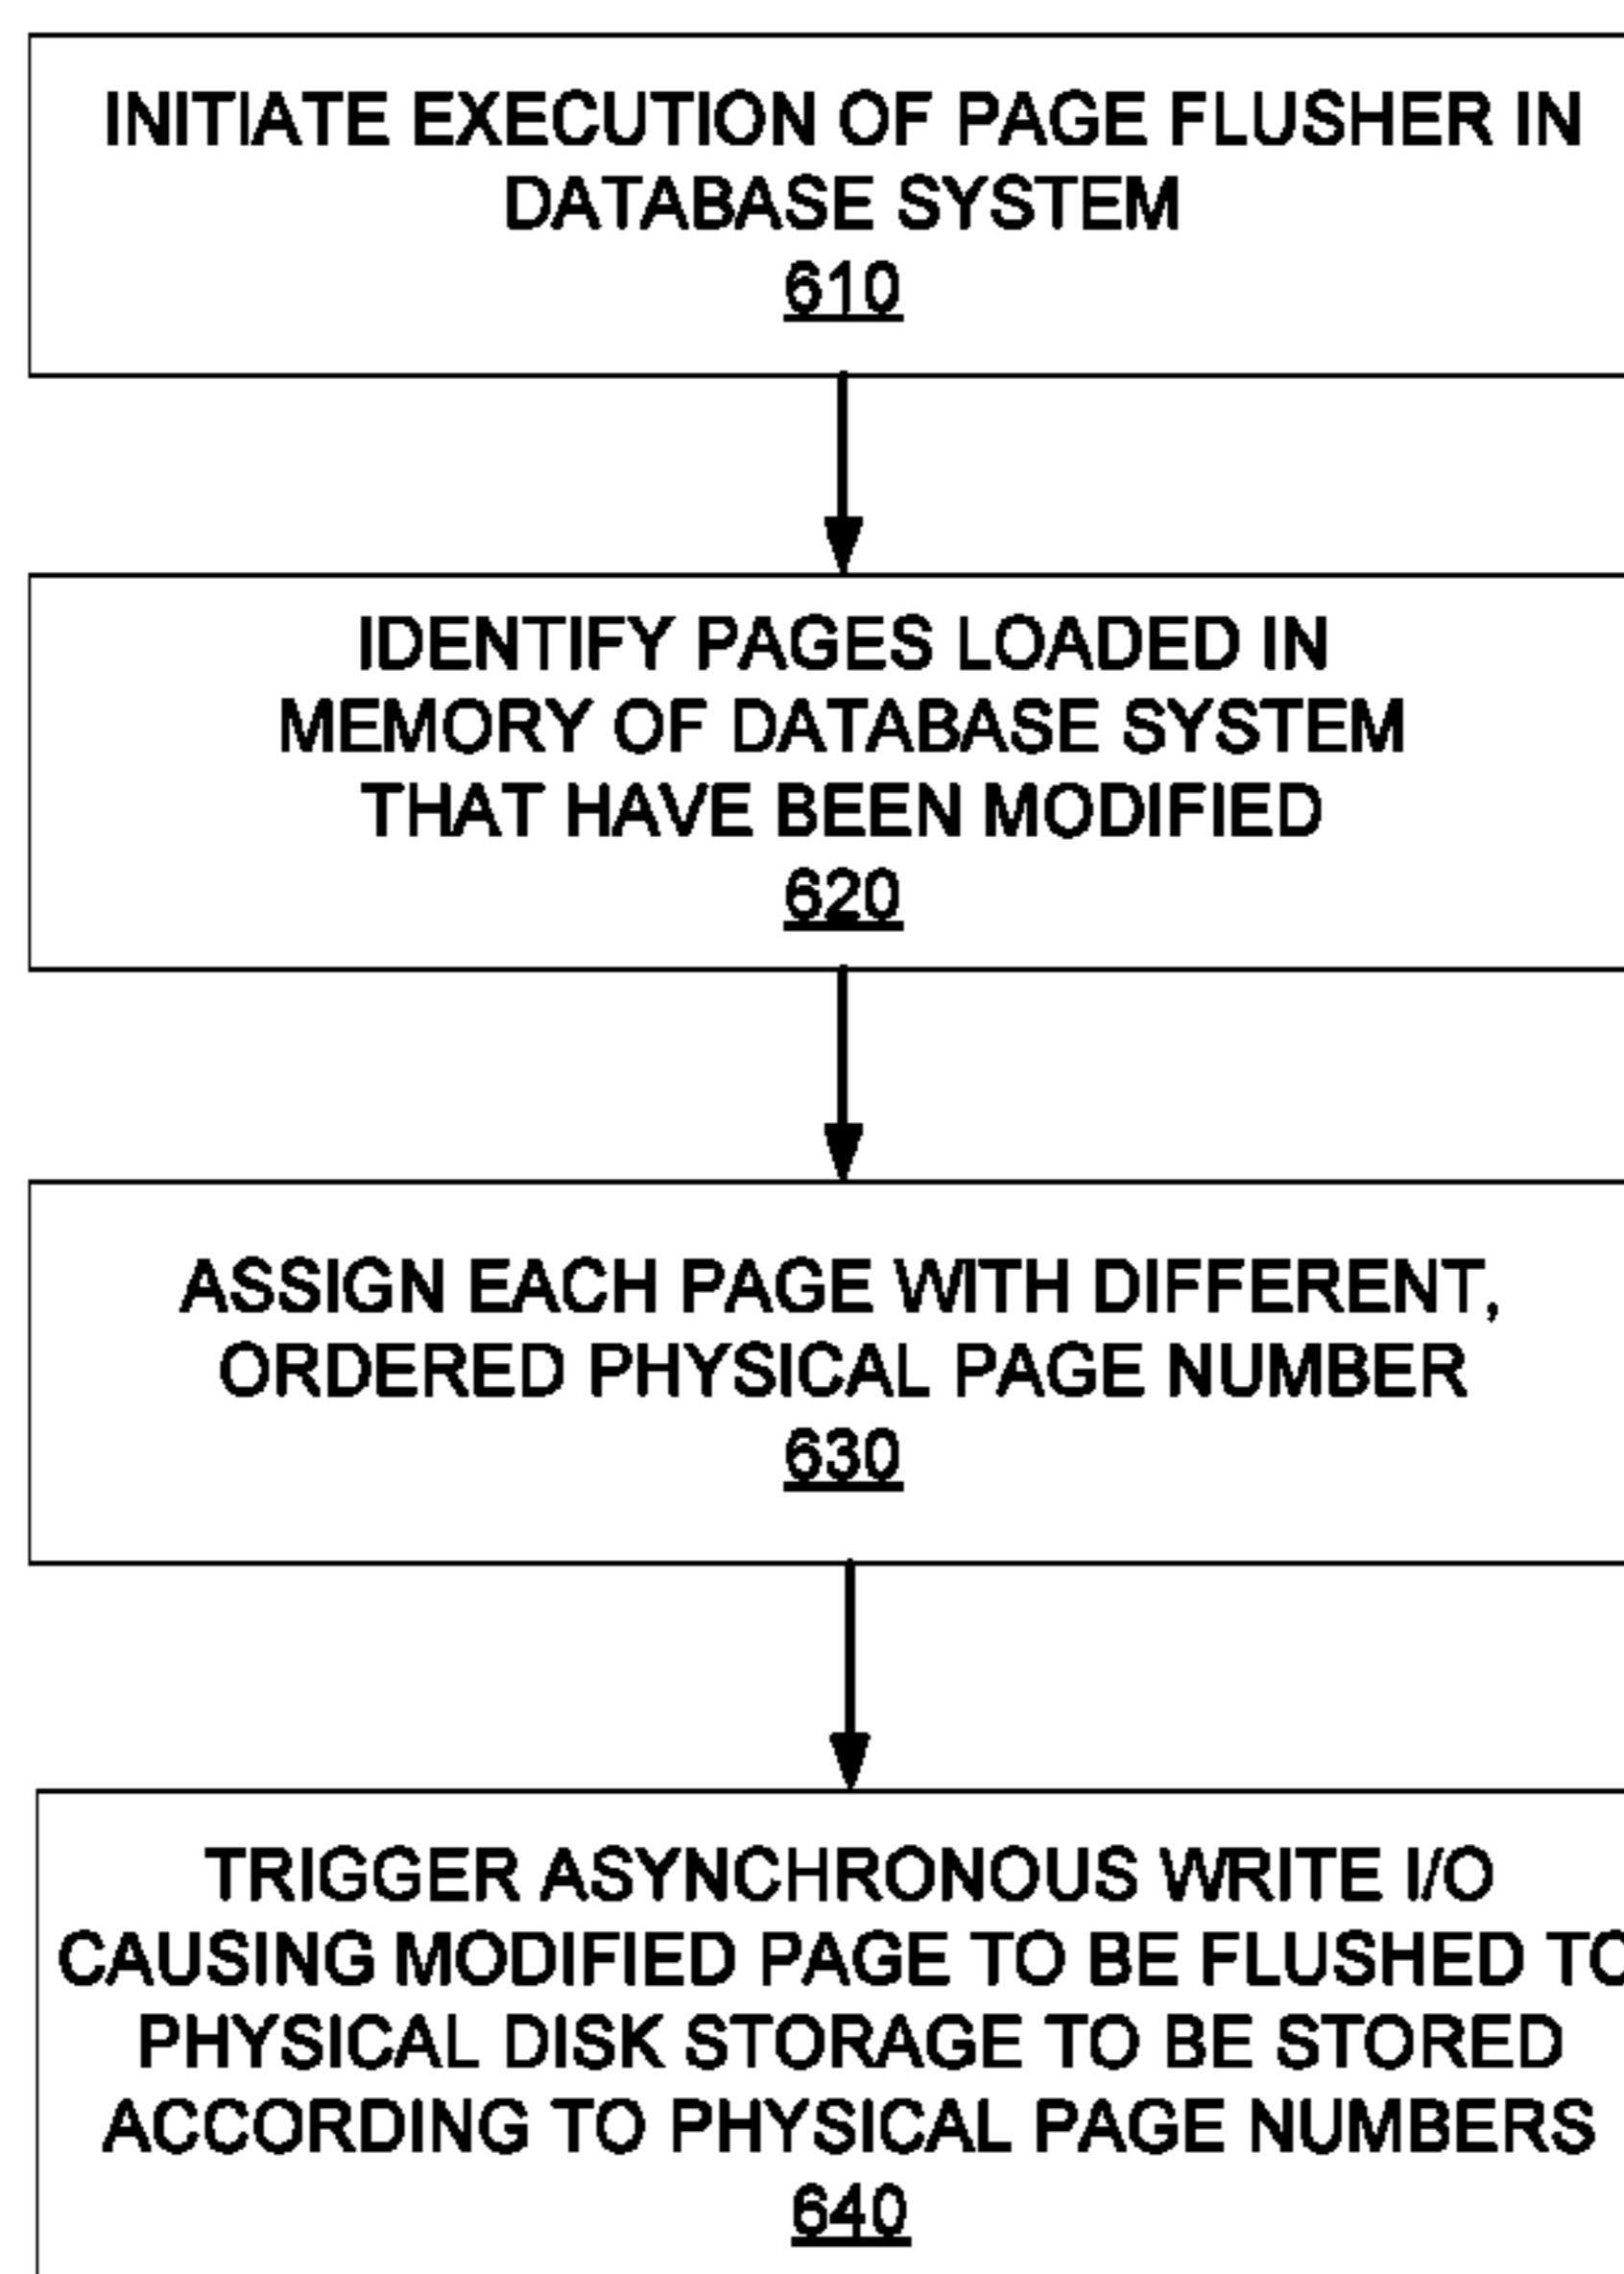 INITIATE EXECUTION OF PAGE FLUSHER IN
DATABASE SYSTEM
610
IDENTIFY PAGES LOADED IN
MEMORY OF DATABASE SYSTEM
THAT HAVE BEEN MODIFIED
620
ASSIGN EACH PAGE WITH DIFFERENT,
ORDERED PHYSICAL PAGE NUMBER
630
TRIGGER ASYNCHRONOUS WRITE I/O
CAUSING MODIFIED PAGE TO BE FLUSHED TO
PHYSICAL DISK STORAGE TO BE STORED
ACCORDING TO PHYSICAL PAGE NUMBERS
640